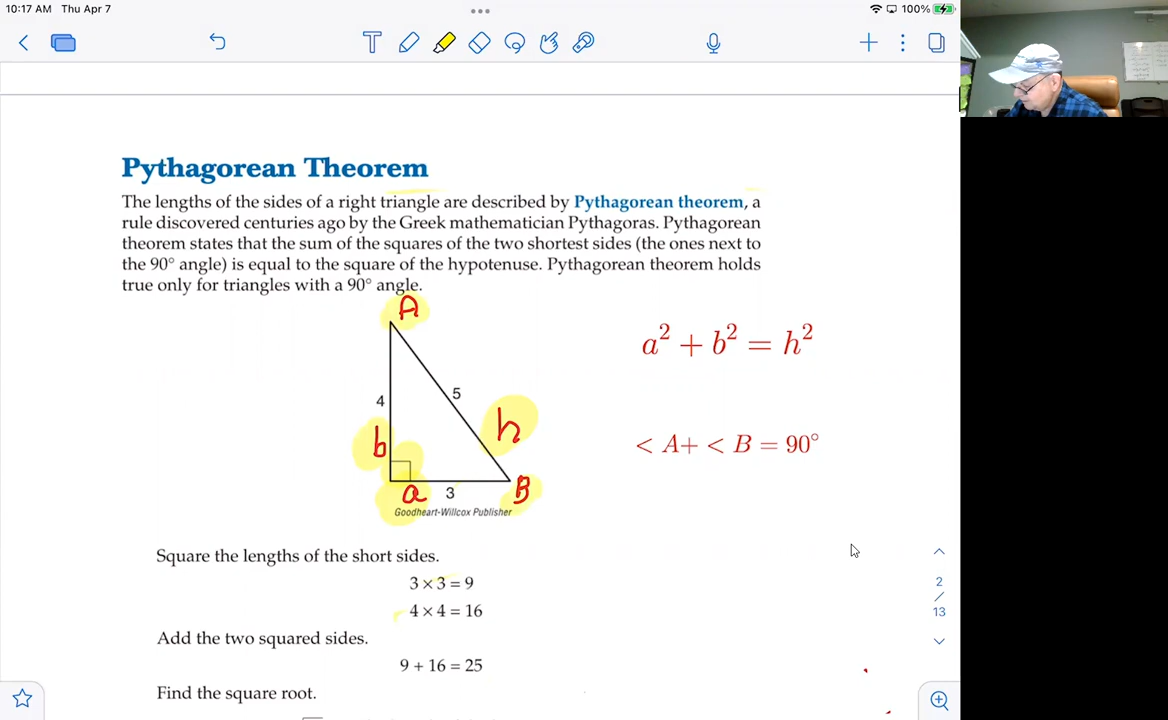 10:17 AM Thu Apr 7
100%
Pythagorean Theorem
The lengths of the sides of a right triangle are described by Pythagorean theorem, a
rule discovered centuries ago by the Greek mathematician Pythagoras. Pythagorean
theorem states that the sum of the squares of the two shortest sides (the ones next to
the 90° angle) is equal to the square of the hypotenuse. Pythagorean theorem holds
true only for triangles with a 90° angle.
A
a² + b² = h²
4
5
b
h
< A+ < B = 90°
a
3
B
Goodheart-Willcox Publisher
Square the lengths of the short sides.
3 × 3 = 9
4 × 4 = 16
Add the two squared sides.
9 + 16 = 25
Find the square root.
T
2
/
13